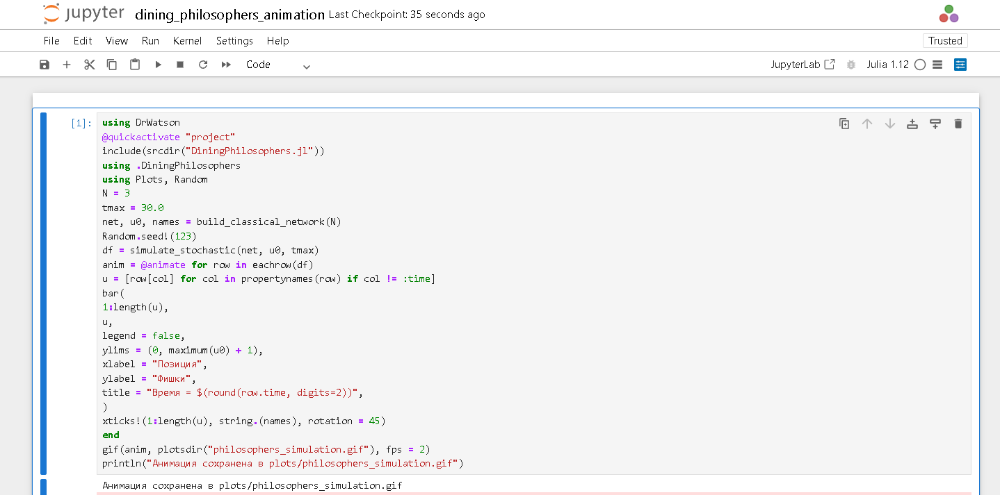 jupyter dining_philosophers_animation Last Checkpoint: 35 seconds ago
File Edit View Run Kernel Settings Help Trusted
Code JupyterLab Julia 1.12
[1]: using DrWatson
@quickactivate "project"
include(srcdir("DiningPhilosophers.jl"))
using .DiningPhilosophers
using Plots, Random
N = 3
tmax = 30.0
net, u0, names = build_classical_network(N)
Random.seed!(123)
df = simulate_stochastic(net, u0, tmax)
anim = @animate for row in eachrow(df)
u = [row[col] for col in propertynames(row) if col != :time]
bar(
1:length(u),
u,
legend = false,
ylims = (0, maximum(u0) + 1),
xlabel = "Позиция",
ylabel = "Фишки",
title = "Время = $(round(row.time, digits=2))",
)
xticks!(1:length(u), string.(names), rotation = 45)
end
gif(anim, plotsdir("philosophers_simulation.gif"), fps = 2)
println("Анимация сохранена в plots/philosophers_simulation.gif")
Анимация сохранена в plots/philosophers_simulation.gif